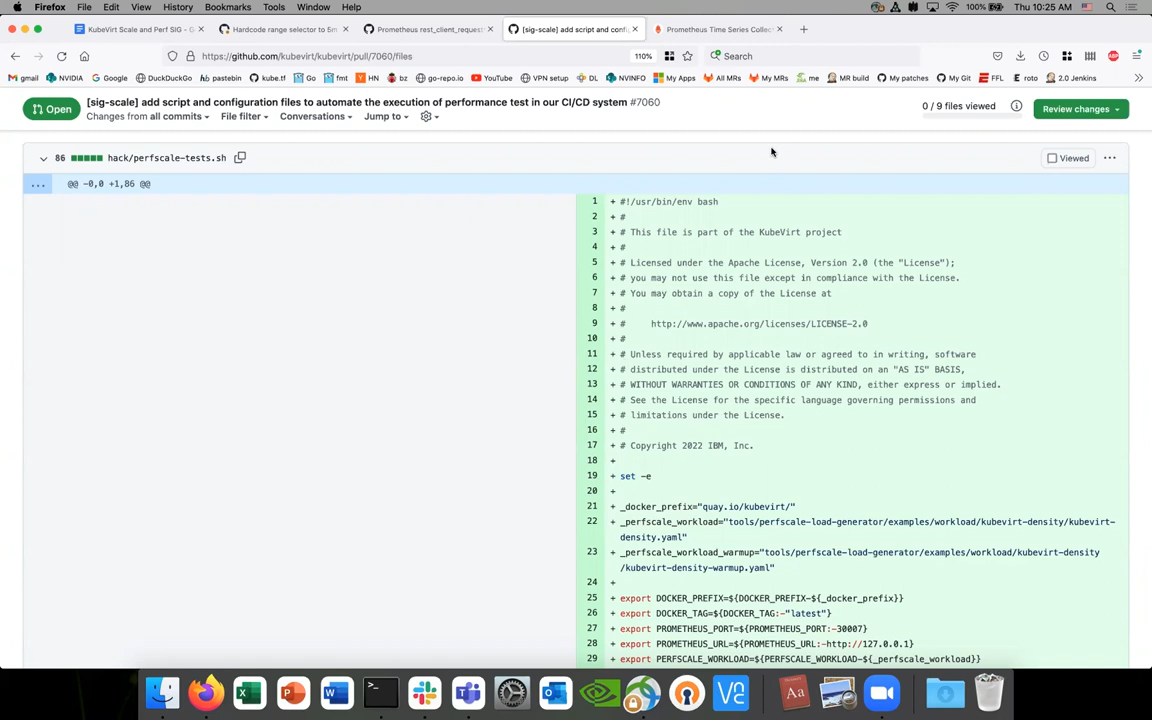 Firefox File Edit View History Bookmarks Tools Window Help 100% Thu 10:25 AM
KubeVirt Scale and Perf SIG - G × Hardcode range selector to 5m × Prometheus rest_client_request × [sig-scale] add script and confi × Prometheus Time Series Collec × +
https://github.com/kubevirt/pull/7060/files 110% Search
gmail NVIDIA Google DuckDuckGo pastebin kube.tf Go fmt HN bz go-repo.io YouTube VPN setup DL NVINFO My Apps All MRs My MRs me MR build My patches My Git FFL roto 2.0 Jenkins
Open [sig-scale] add script and configuration files to automate the execution of performance test in our CI/CD system #7060
Changes from all commits File filter Conversations Jump to
0 / 9 files viewed Review changes
86 hack/perfscale-tests.sh Viewed
... @@ -0,0 +1,86 @@
1 + #!/usr/bin/env bash
2 + #
3 + # This file is part of the KubeVirt project
4 + #
5 + # Licensed under the Apache License, Version 2.0 (the "License");
6 + # you may not use this file except in compliance with the License.
7 + # You may obtain a copy of the License at
8 + #
9 + # http://www.apache.org/licenses/LICENSE-2.0
10 + #
11 + # Unless required by applicable law or agreed to in writing, software
12 + # distributed under the License is distributed on an "AS IS" BASIS,
13 + # WITHOUT WARRANTIES OR CONDITIONS OF ANY KIND, either express or implied.
14 + # See the License for the specific language governing permissions and
15 + # limitations under the License.
16 + #
17 + # Copyright 2022 IBM, Inc.
18 +
19 + set -e
20 +
21 + _docker_prefix="quay.io/kubevirt/"
22 + _perfscale_workload="tools/perfscale-load-generator/examples/workload/kubevirt-density/kubevirt-
density.yaml"
23 + _perfscale_workload_warmup="tools/perfscale-load-generator/examples/workload/kubevirt-density
/kubevirt-density-warmup.yaml"
24 +
25 + export DOCKER_PREFIX=${DOCKER_PREFIX-${_docker_prefix}}
26 + export DOCKER_TAG=${DOCKER_TAG:-"latest"}
27 + export PROMETHEUS_PORT=${PROMETHEUS_PORT:-30007}
28 + export PROMETHEUS_URL=${PROMETHEUS_URL:-http://127.0.0.1}
29 + export PERFSCALE_WORKLOAD=${PERFSCALE_WORKLOAD-${_perfscale_workload}}